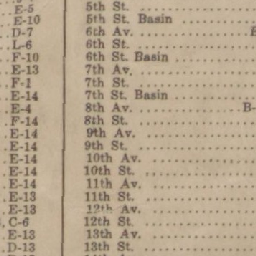 E-5 5th St.
E-10 5th St. Basin
D-7 6th Av.
L-6 6th St.
F-10 6th St. Basin
E-13 7th Av.
F-1 7th St.
E-14 7th St. Basin
E-4 8th Av. B-
F-14 8th St.
E-14 9th Av.
E-14 9th St.
E-14 10th Av.
E-14 10th St.
E-14 11th Av.
E-13 11th St.
E-13 12th Av.
C-6 12th St.
E-13 13th Av.
D-13 13th St.